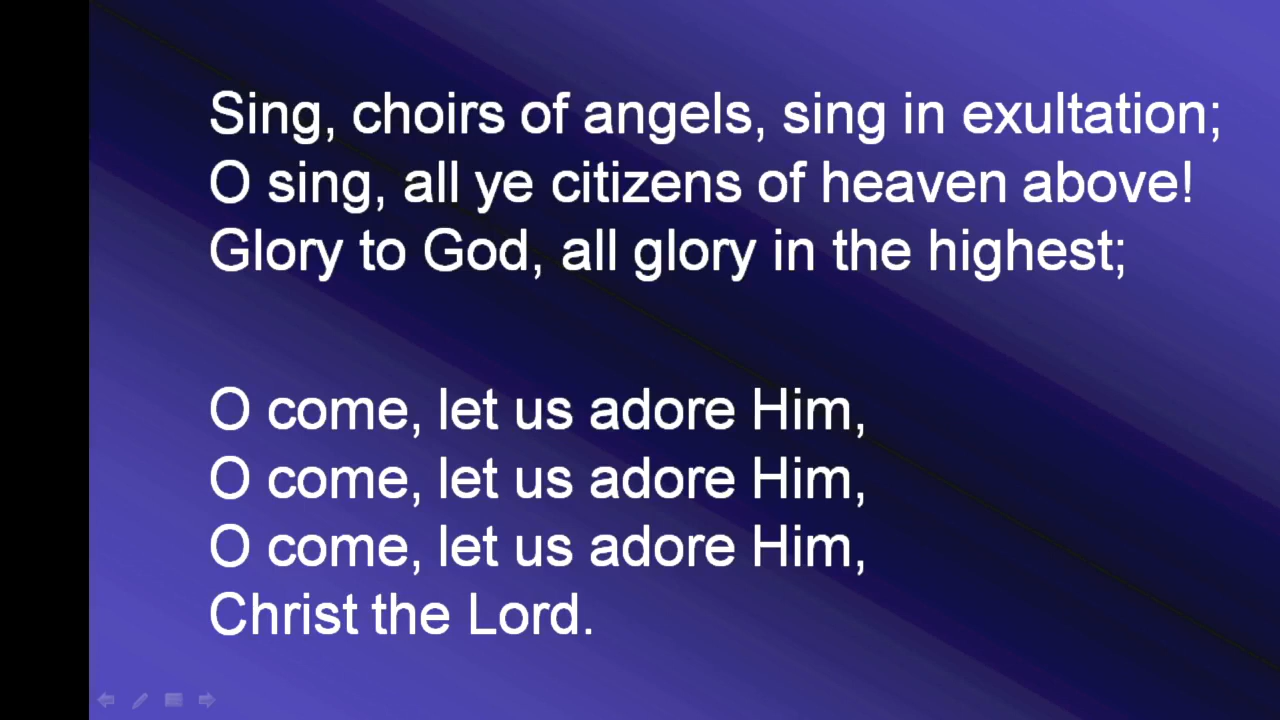 Sing, choirs of angels, sing in exultation;
O sing, all ye citizens of heaven above!
Glory to God, all glory in the highest;
O come, let us adore Him,
O come, let us adore Him,
O come, let us adore Him,
Christ the Lord.